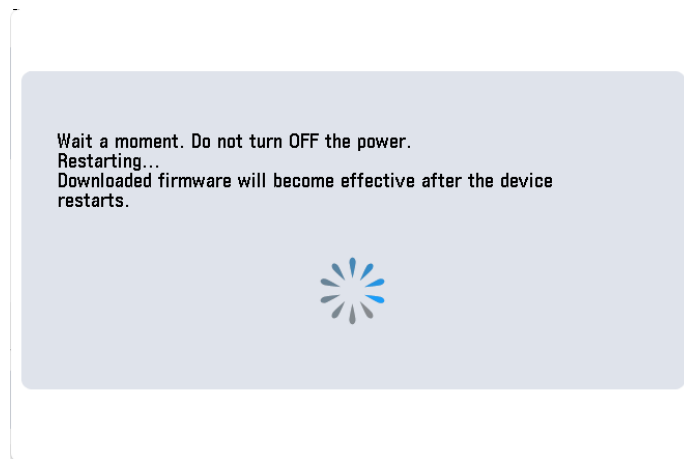 Wait a moment. Do not turn OFF the power.
Restarting...
Downloaded firmware will become effective after the device
restarts.